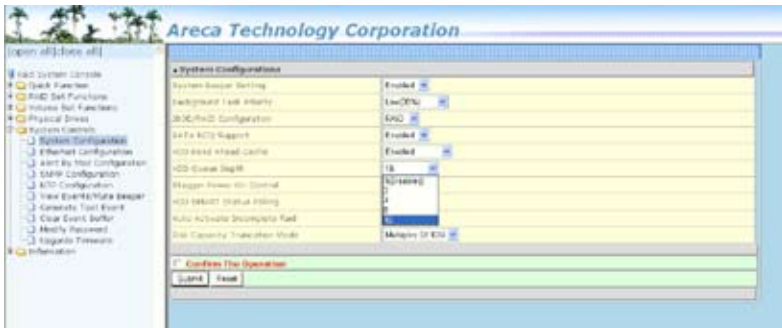 Areca Technology Corporation
[open all|close all]
Raid System Console
Quick Function
RAID Set Functions
Volume Set Functions
Physical Drives
System Controls
System Configuration
Ethernet Configuration
Alert By Mail Configuration
SNMP Configuration
NTP Configuration
View Events/Mute Beeper
Generate Test Event
Clear Event Buffer
Modify Password
Upgrade Firmware
Information
System Configurations
System Beeper Setting Enabled
Background Task Priority Low(20%)
JBOD/RAID Configuration RAID
SATA NCQ Support Enabled
HDD Read Ahead Cache Enabled
HDD Queue Depth
Stagger Power On Control
HDD SMART Status Polling
Auto Activate Incomplete Raid
Disk Capacity Truncation Mode Multiples Of 10G
Confirm The Operation
Submit Reset